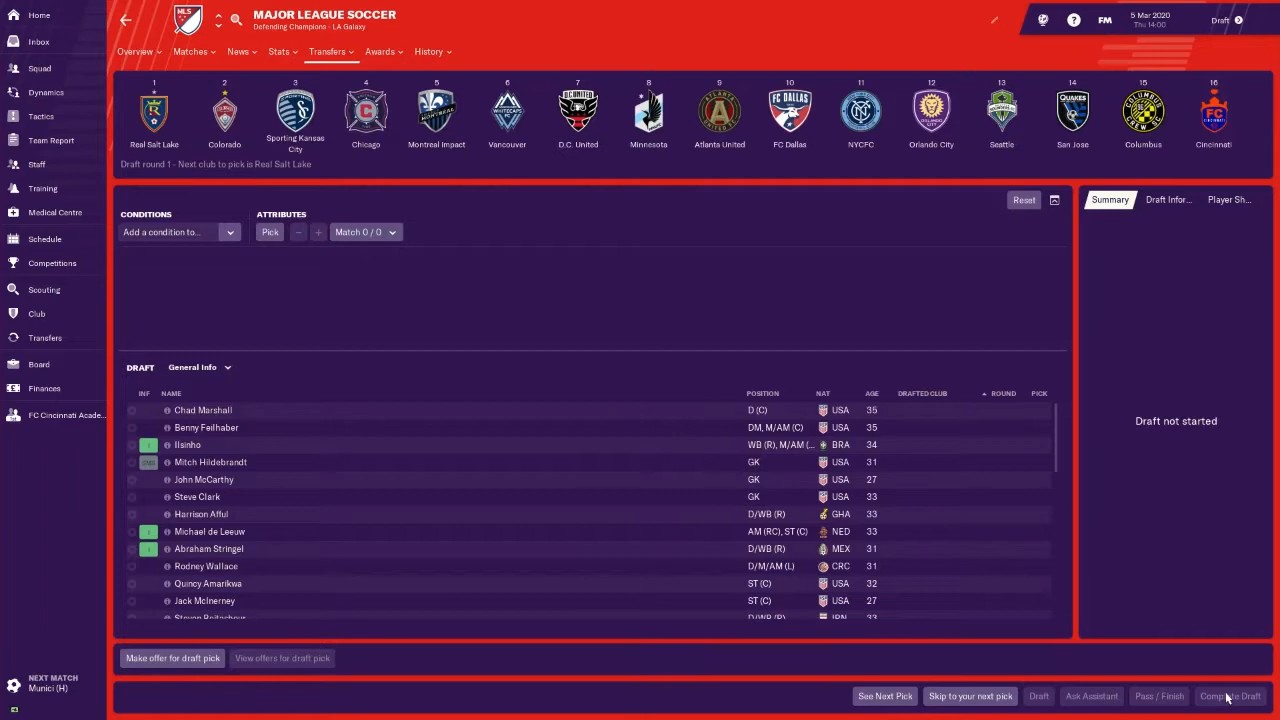 Home
Inbox
Squad
Dynamics
Tactics
Team Report
Staff
Training
Medical Centre
Schedule
Competitions
Scouting
Club
Transfers
Board
Finances
FC Cincinnati Acade...
NEXT MATCH
Munici (H)
MAJOR LEAGUE SOCCER
Defending Champions - LA Galaxy
? FM 5 Mar 2020
Thu 14:00
Draft
Overview Matches News Stats Transfers Awards History
1 2 3 4 5 6 7 8 9 10 11 12 13 14 15 16
Real Salt Lake Colorado Sporting Kansas City Chicago Montreal Impact Vancouver D.C. United Minnesota Atlanta United FC Dallas NYCFC Orlando City Seattle San Jose Columbus Cincinnati
Draft round 1 - Next club to pick is Real Salt Lake
Reset
CONDITIONS ATTRIBUTES
Add a condition to... Pick - + Match 0 / 0
DRAFT General Info
INF NAME POSITION NAT AGE DRAFTED CLUB ROUND PICK
Chad Marshall D (C) USA 35
Benny Feilhaber DM, M/AM (C) USA 35
Ilsinho WB (R), M/AM (... BRA 34
Mitch Hildebrandt GK USA 31
John McCarthy GK USA 27
Steve Clark GK USA 33
Harrison Afful D/WB (R) GHA 33
Michael de Leeuw AM (RC), ST (C) NED 33
Abraham Stringel D/WB (R) MEX 31
Rodney Wallace D/M/AM (L) CRC 31
Quincy Amarikwa ST (C) USA 32
Jack McInerney ST (C) USA 27
Steven Beitashour D/WB (R) IRN 33
Summary Draft Infor... Player Sh...
Draft not started
Make offer for draft pick View offers for draft pick
See Next Pick Skip to your next pick Draft Ask Assistant Pass / Finish Complete Draft